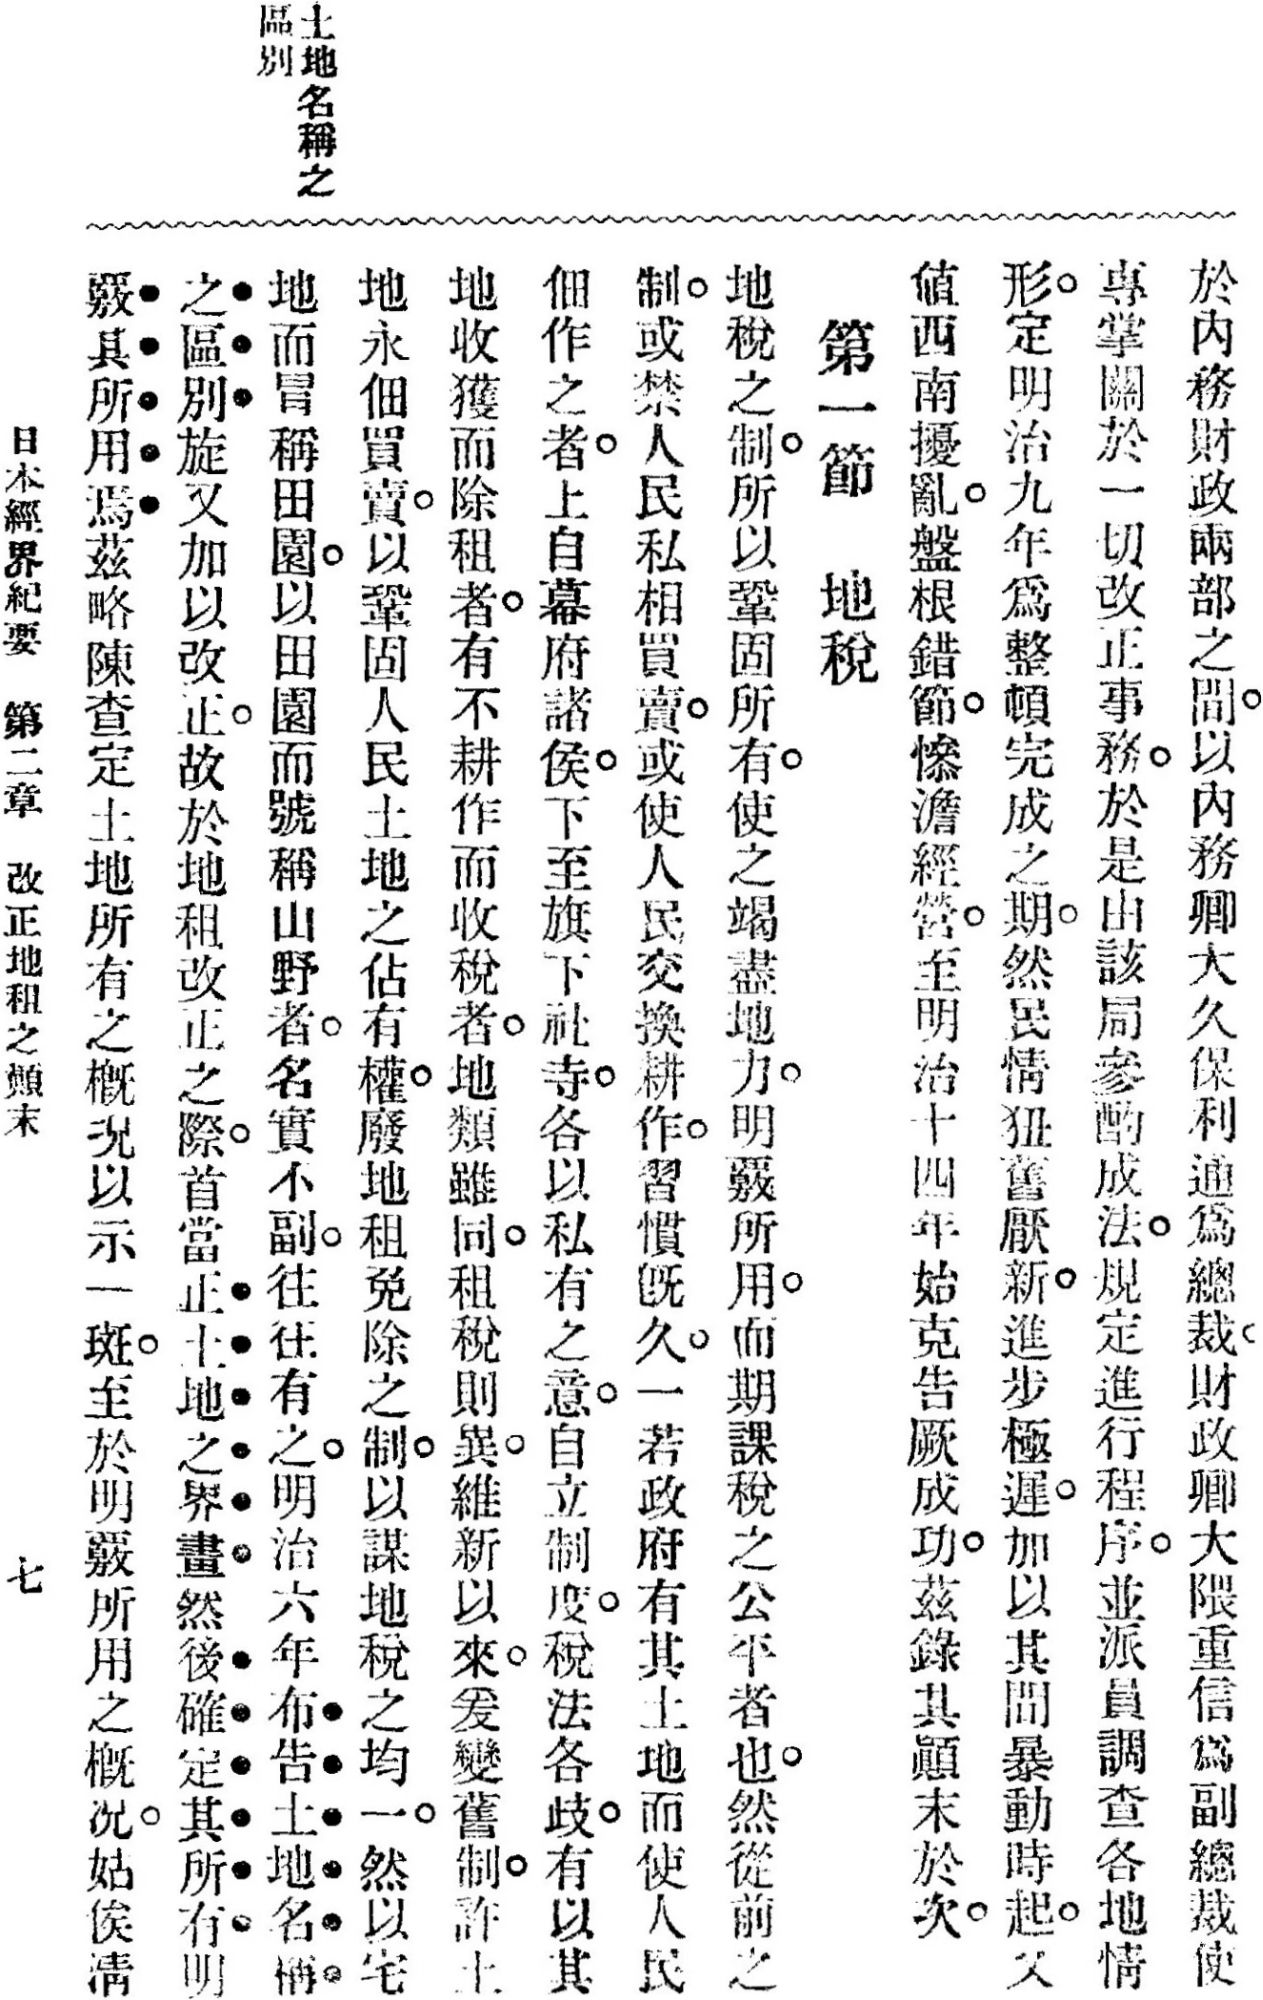 土地名稱之
區別
於內務財政兩部之間。以內務卿大久保利通爲總裁。財政卿大隈重信爲副總裁使
專掌關於一切改正事務。於是由該局參酌成法。規定進行程序。並派員調查各地情
形。定明治九年爲整頓完成之期。然民情狃舊厭新。進步極遲。加以其間暴動時起。又
値西南擾亂。盤根錯節。慘澹經營。至明治十四年始克告厥成功。茲錄其顚末於次。
第一節　地稅
地稅之制。所以鞏固所有。使之竭盡地力。明覈所用。而期課稅之公平者也。然從前之
制。或禁人民私相買賣。或使人民交換耕作。習慣旣久。一若政府有其土地而使人民
佃作之者。上自幕府諸侯。下至旗下社寺。各以私有之意。自立制度。稅法各歧。有以其
地收獲而除租者。有不耕作而收稅者。地類雖同。租稅則異。維新以來。爰變舊制。許土
地永佃買賣。以鞏固人民土地之佔有權。廢地租免除之制。以謀地稅之均一。然以宅
地而冒稱田園。以田園而號稱山野者。名實不副。往往有之。明治六年布告土地名稱
之區別旋又加以改正。故於地租改正之際。首當正土地之界畫然後確定其所有明
覈其所用焉茲略陳查定土地所有之概況以示一斑。至於明覈所用之概況。姑俟淸
日本經界紀要　第二章　改正地租之顚末
七